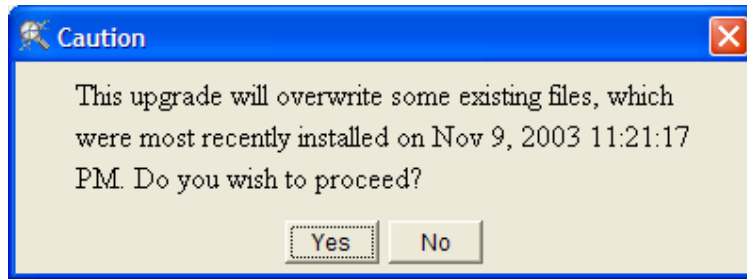 Caution
This upgrade will overwrite some existing files, which
were most recently installed on Nov 9, 2003 11:21:17
PM. Do you wish to proceed?
Yes No